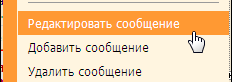 Редактировать сообщение
Добавить сообщение
Удалить сообщение